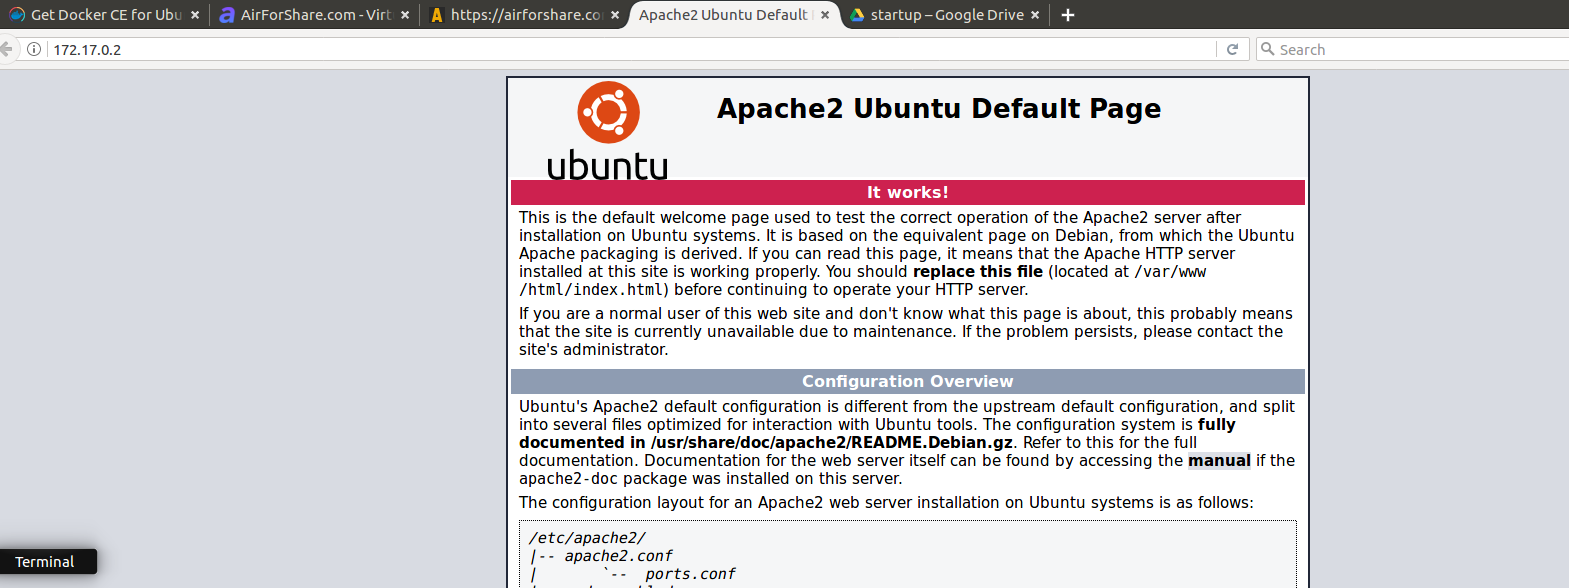 Get Docker CE for Ubu
AirForShare.com - Virt
https://airforshare.co
Apache2 Ubuntu Default
startup – Google Drive
172.17.0.2
Search
ubuntu
Apache2 Ubuntu Default Page
It works!
This is the default welcome page used to test the correct operation of the Apache2 server after
installation on Ubuntu systems. It is based on the equivalent page on Debian, from which the Ubuntu
Apache packaging is derived. If you can read this page, it means that the Apache HTTP server
installed at this site is working properly. You should replace this file (located at /var/www
/html/index.html) before continuing to operate your HTTP server.
If you are a normal user of this web site and don't know what this page is about, this probably means
that the site is currently unavailable due to maintenance. If the problem persists, please contact the
site's administrator.
Configuration Overview
Ubuntu's Apache2 default configuration is different from the upstream default configuration, and split
into several files optimized for interaction with Ubuntu tools. The configuration system is fully
documented in /usr/share/doc/apache2/README.Debian.gz. Refer to this for the full
documentation. Documentation for the web server itself can be found by accessing the manual if the
apache2-doc package was installed on this server.
The configuration layout for an Apache2 web server installation on Ubuntu systems is as follows:
/etc/apache2/
|-- apache2.conf
|       `--  ports.conf
Terminal